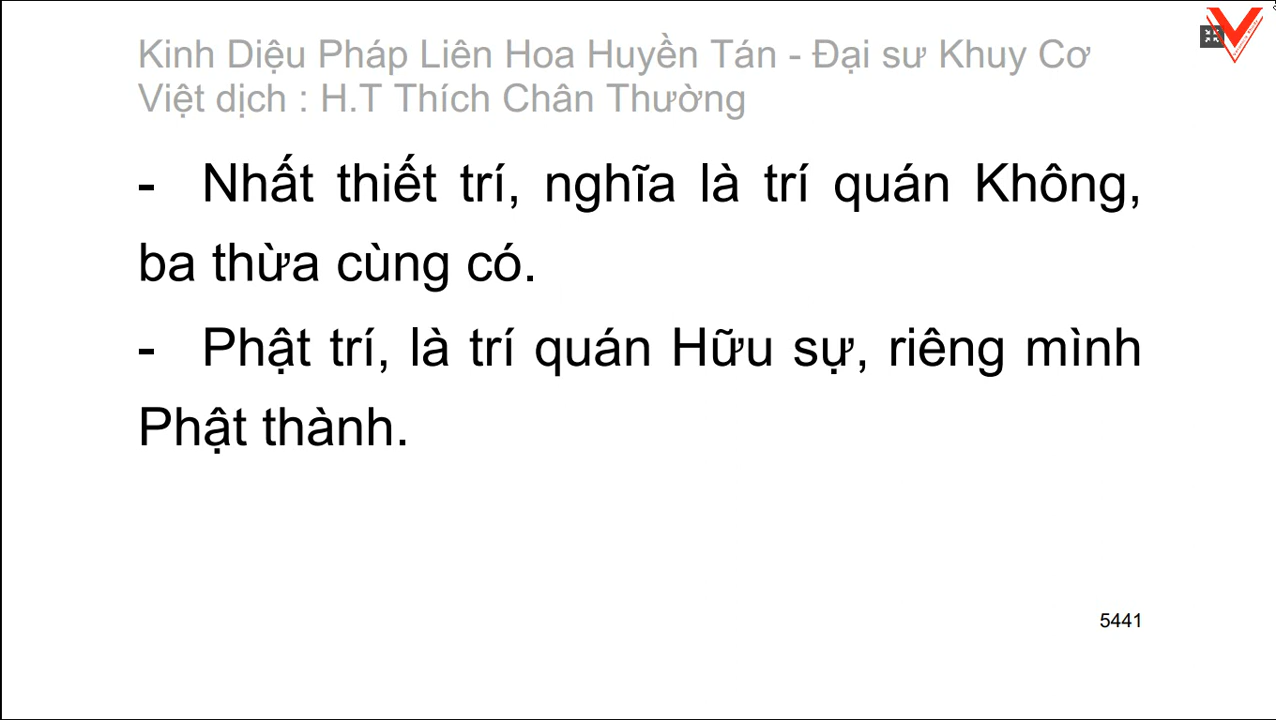 Kinh Diệu Pháp Liên Hoa Huyền Tán - Đại sư Khuy Cơ
Việt dịch : H.T Thích Chân Thường
- Nhất thiết trí, nghĩa là trí quán Không,
ba thừa cùng có.
- Phật trí, là trí quán Hữu sự, riêng mình
Phật thành.
5441